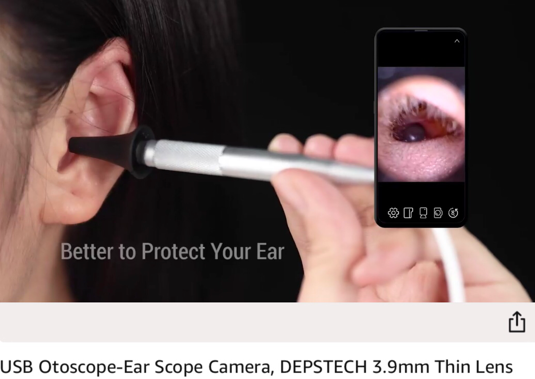 Better to Protect Your Ear
USB Otoscope-Ear Scope Camera, DEPSTECH 3.9mm Thin Lens